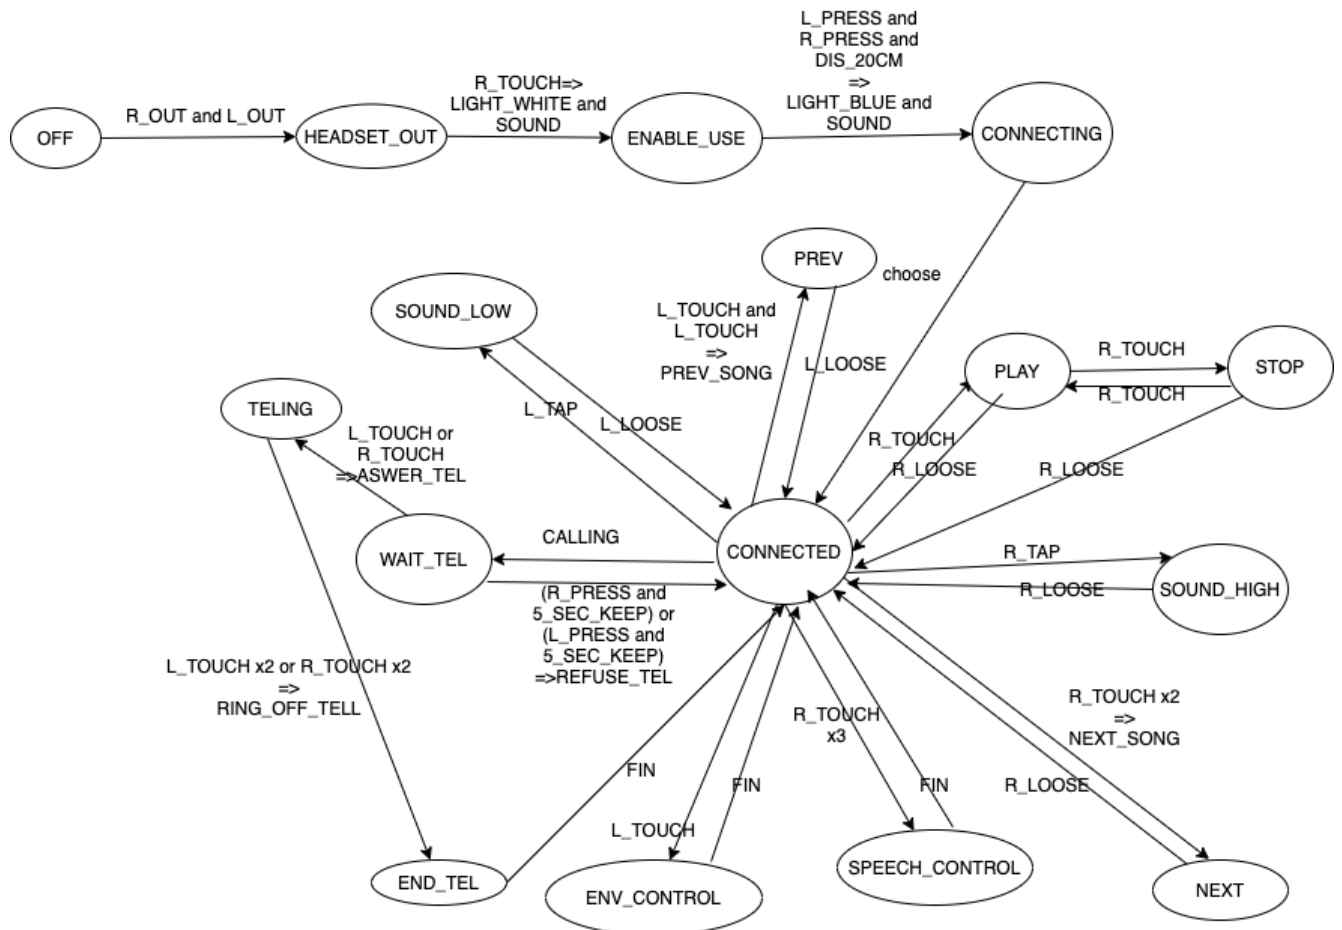 L_PRESS and
R_PRESS and
DIS_20CM
=>
LIGHT_BLUE and
SOUND
R_TOUCH=>
LIGHT_WHITE and
SOUND
R_OUT and L_OUT
OFF
HEADSET_OUT
ENABLE_USE
CONNECTING
PREV
choose
SOUND_LOW
L_TOUCH and
L_TOUCH
=>
PREV_SONG
L_LOOSE
PLAY
R_TOUCH
STOP
R_TOUCH
TELING
L_TAP
L_LOOSE
L_TOUCH or
R_TOUCH
=>ASWER_TEL
R_TOUCH
R_LOOSE
R_LOOSE
WAIT_TEL
CALLING
CONNECTED
R_TAP
R_LOOSE
SOUND_HIGH
(R_PRESS and
5_SEC_KEEP) or
(L_PRESS and
5_SEC_KEEP)
=>REFUSE_TEL
L_TOUCH x2 or R_TOUCH x2
=>
RING_OFF_TELL
R_TOUCH
x3
R_TOUCH x2
=>
NEXT_SONG
FIN
FIN
FIN
R_LOOSE
L_TOUCH
END_TEL
ENV_CONTROL
SPEECH_CONTROL
NEXT